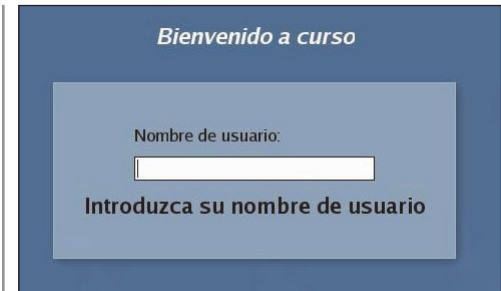 Bienvenido a curso
Nombre de usuario:
Introduzca su nombre de usuario